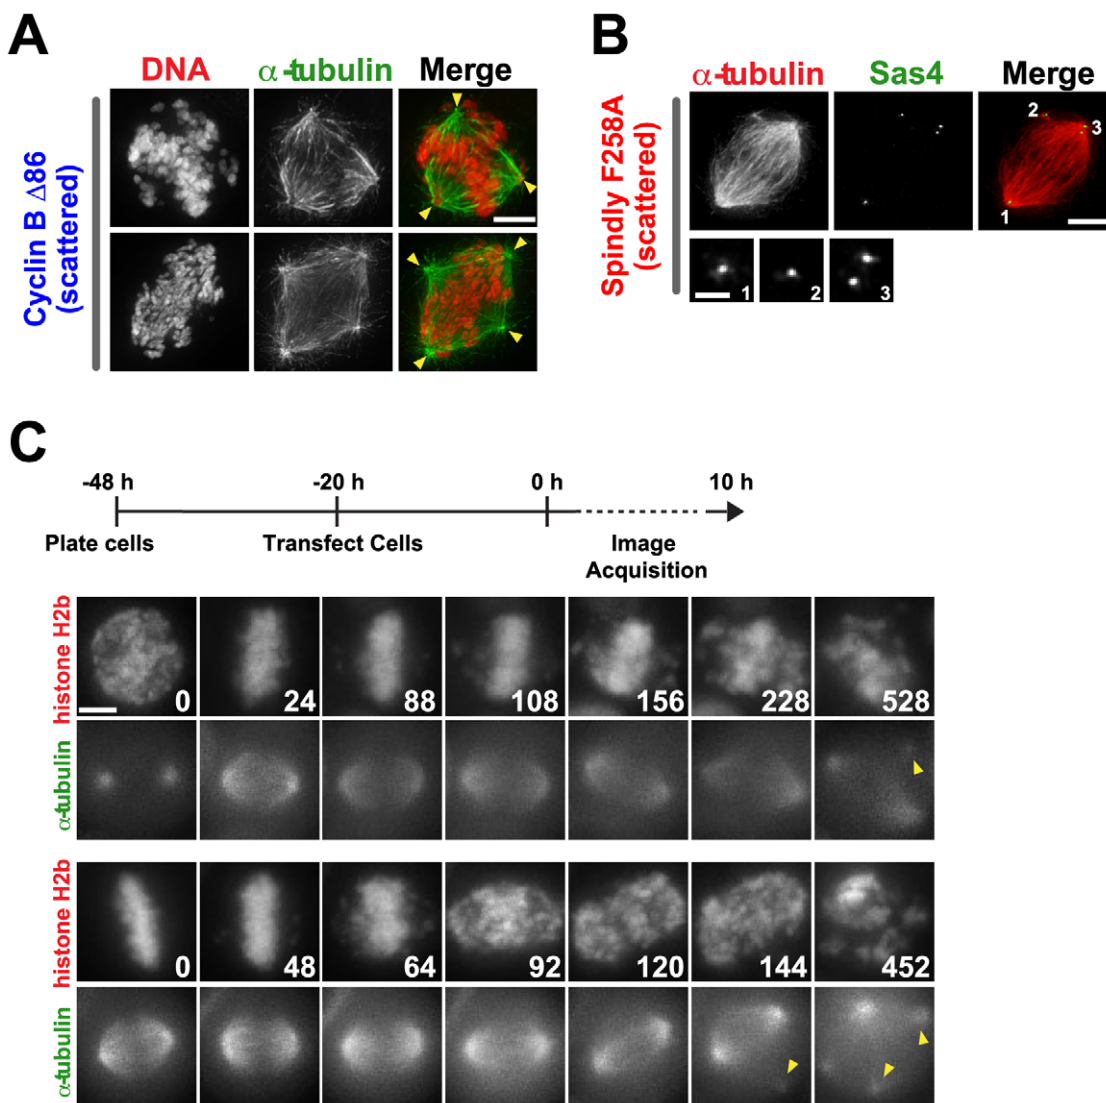 A
DNA
α-tubulin
Merge
Cyclin B Δ86
(scattered)
B
α-tubulin
Sas4
Merge
Spindly F258A
(scattered)
2
3
1
1
2
3
C
-48 h
-20 h
0 h
10 h
Plate cells
Transfect Cells
Image
Acquisition
histone H2b
0
24
88
108
156
228
528
α-tubulin
histone H2b
0
48
64
92
120
144
452
α-tubulin